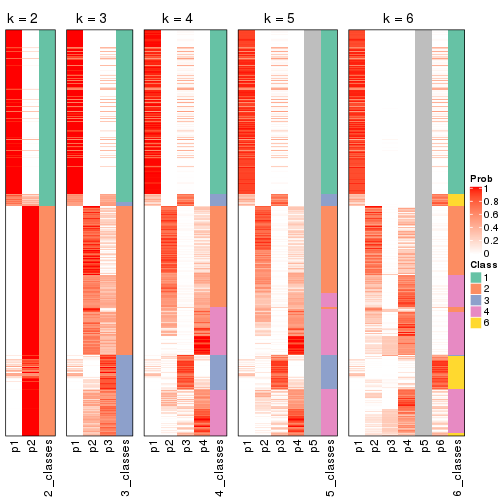 k = 2
k = 3
k = 4
k = 5
k = 6
Prob
1
0.8
0.6
0.4
0.2
0
Class
1
2
3
4
6
p1
p2
2_classes
p1
p2
p3
3_classes
p1
p2
p3
p4
4_classes
p1
p2
p3
p4
p5
5_classes
p1
p2
p3
p4
p5
p6
6_classes